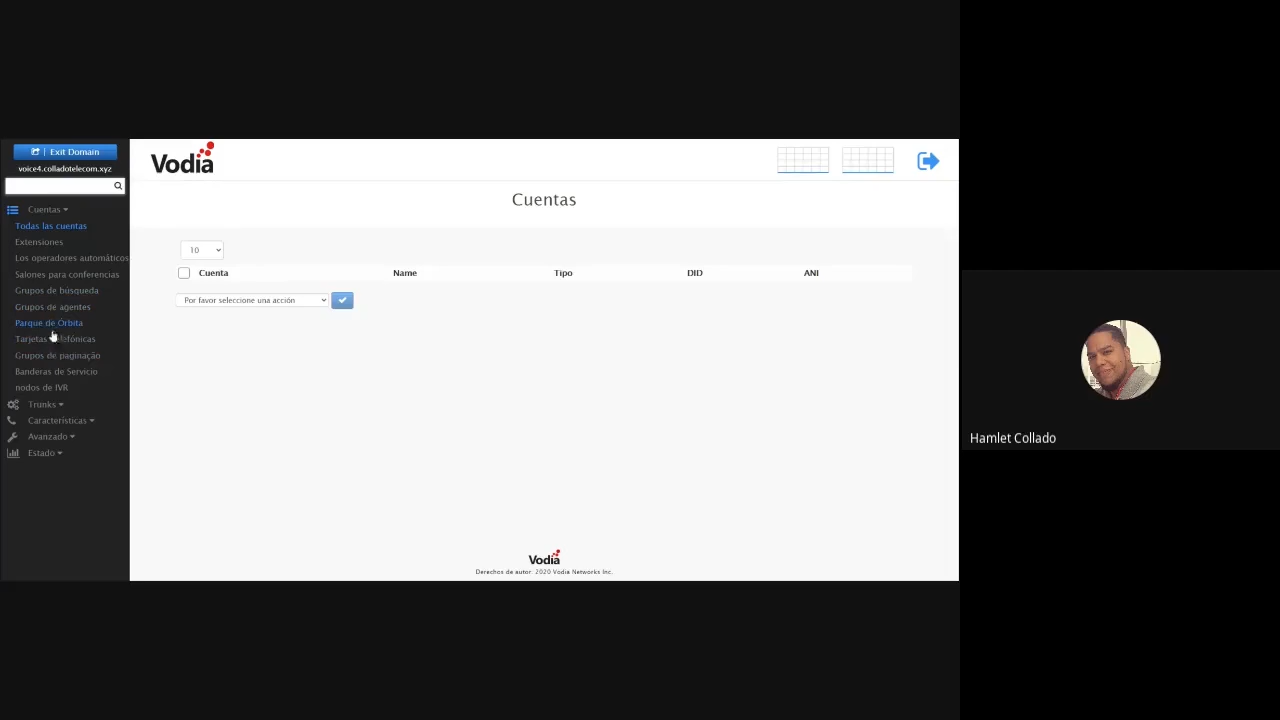 Exit Domain
voice4.colladotelecom.xyz
Cuentas
Todas las cuentas
Extensiones
Los operadores automáticos
Salones para conferencias
Grupos de búsqueda
Grupos de agentes
Parque de Órbita
Tarjetas telefónicas
Grupos de paginação
Banderas de Servicio
nodos de IVR
Trunks
Características
Avanzado
Estado
Vodia
Cuentas
10
Cuenta Name Tipo DID ANI
Por favor seleccione una acción
Vodia
Derechos de autor 2020 Vodia Networks Inc.
Hamlet Collado